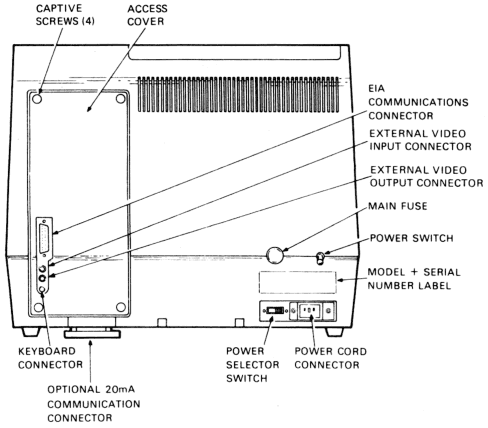 CAPTIVE
SCREWS (4)
ACCESS
COVER
EIA
COMMUNICATIONS
CONNECTOR
EXTERNAL VIDEO
INPUT CONNECTOR
EXTERNAL VIDEO
OUTPUT CONNECTOR
MAIN FUSE
POWER SWITCH
MODEL + SERIAL
NUMBER LABEL
KEYBOARD
CONNECTOR
OPTIONAL 20mA
COMMUNICATION
CONNECTOR
POWER
SELECTOR
SWITCH
POWER CORD
CONNECTOR